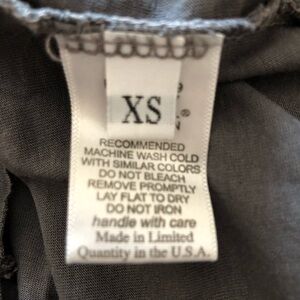 XS
®
RECOMMENDED
MACHINE WASH COLD
WITH SIMILAR COLORS
DO NOT BLEACH
REMOVE PROMPTLY
LAY FLAT TO DRY
DO NOT IRON
handle with care
Made in Limited
Quantity in the U.S.A.